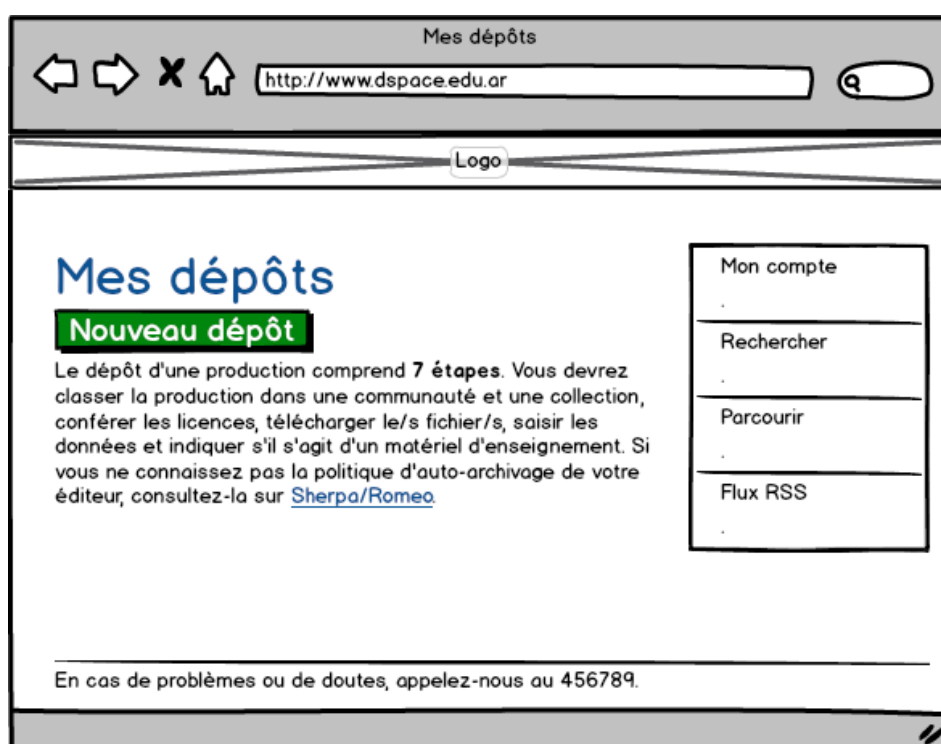 Mes dépôts
http://www.dspace.edu.ar
Logo
Mes dépôts
Nouveau dépôt
Le dépôt d'une production comprend 7 étapes. Vous devrez
classer la production dans une communauté et une collection,
conférer les licences, télécharger le/s fichier/s, saisir les
données et indiquer s'il s'agit d'un matériel d'enseignement. Si
vous ne connaissez pas la politique d'auto-archivage de votre
éditeur, consultez-la sur Sherpa/Romeo.
Mon compte
.
Rechercher
.
Parcourir
.
Flux RSS
.
En cas de problèmes ou de doutes, appelez-nous au 456789.